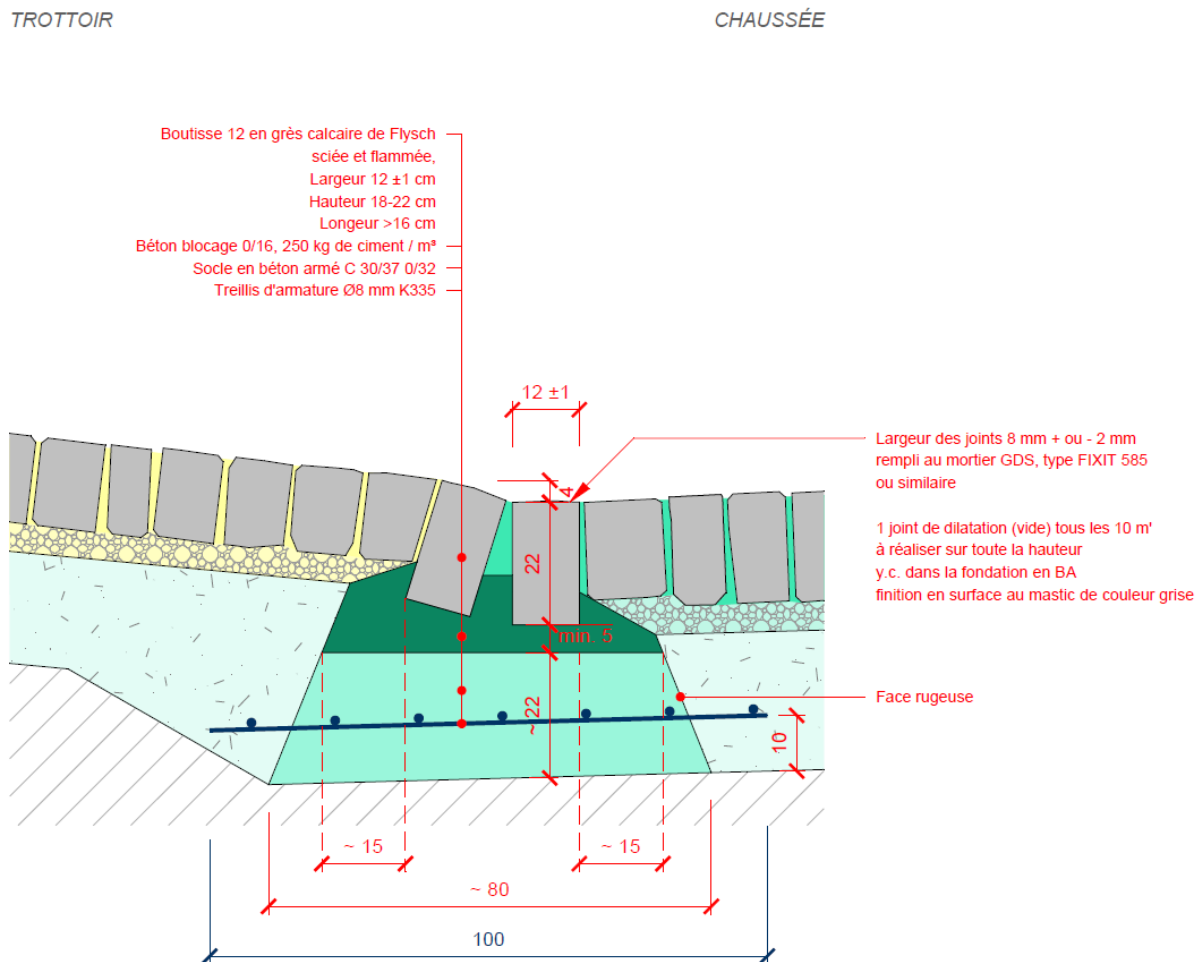 TROTTOIR
CHAUSSÉE
Boutisse 12 en grès calcaire de Flysch
sciée et flammée,
Largeur 12 ±1 cm
Hauteur 18-22 cm
Longeur >16 cm
Béton blocage 0/16, 250 kg de ciment / m³
Socle en béton armé C 30/37 0/32
Treillis d'armature Ø8 mm K335
12 ±1
Largeur des joints 8 mm + ou - 2 mm
rempli au mortier GDS, type FIXIT 585
ou similaire
1 joint de dilatation (vide) tous les 10 m'
à réaliser sur toute la hauteur
y.c. dans la fondation en BA
finition en surface au mastic de couleur grise
4
22
min. 5
Face rugeuse
~ 22
10
~ 15
~ 15
~ 80
100